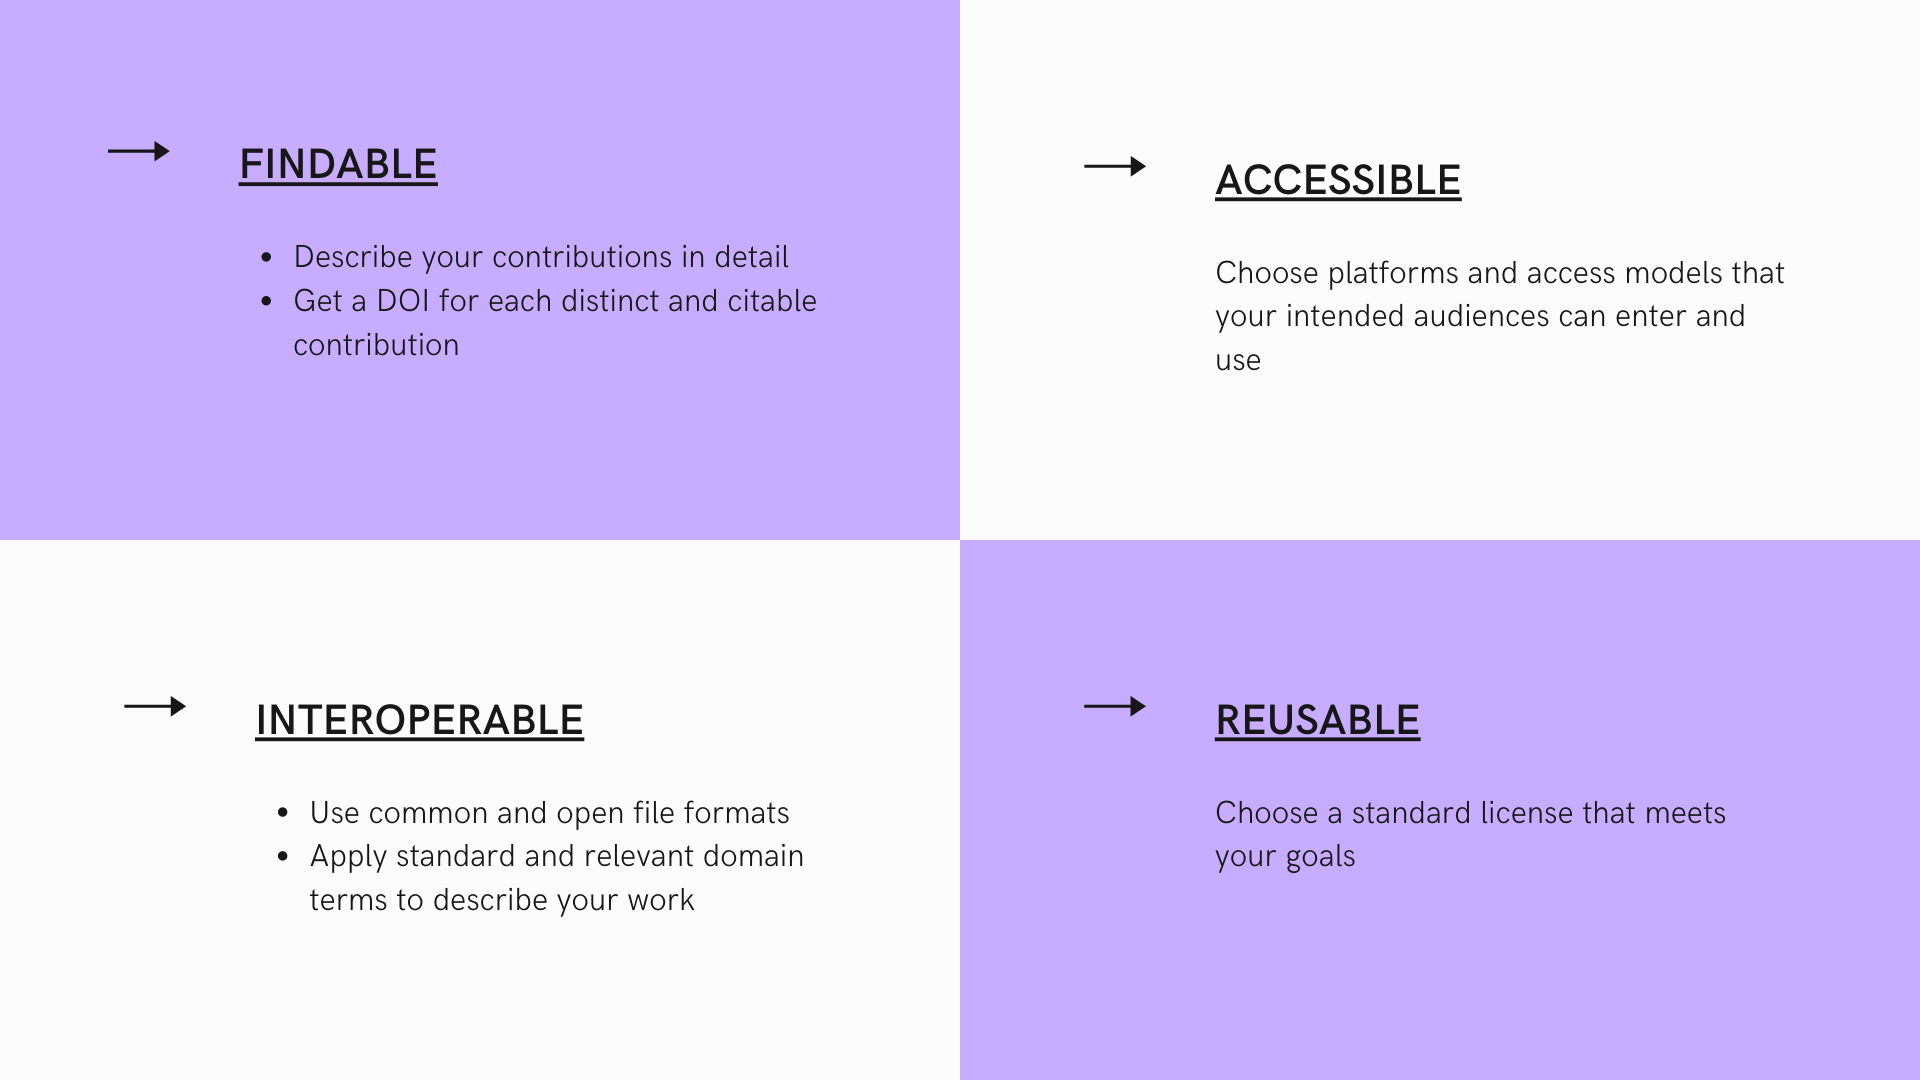 FINDABLE
• Describe your contributions in detail
• Get a DOI for each distinct and citable
contribution
ACCESSIBLE
Choose platforms and access models that
your intended audiences can enter and
use
INTEROPERABLE
• Use common and open file formats
• Apply standard and relevant domain
terms to describe your work
REUSABLE
Choose a standard license that meets
your goals